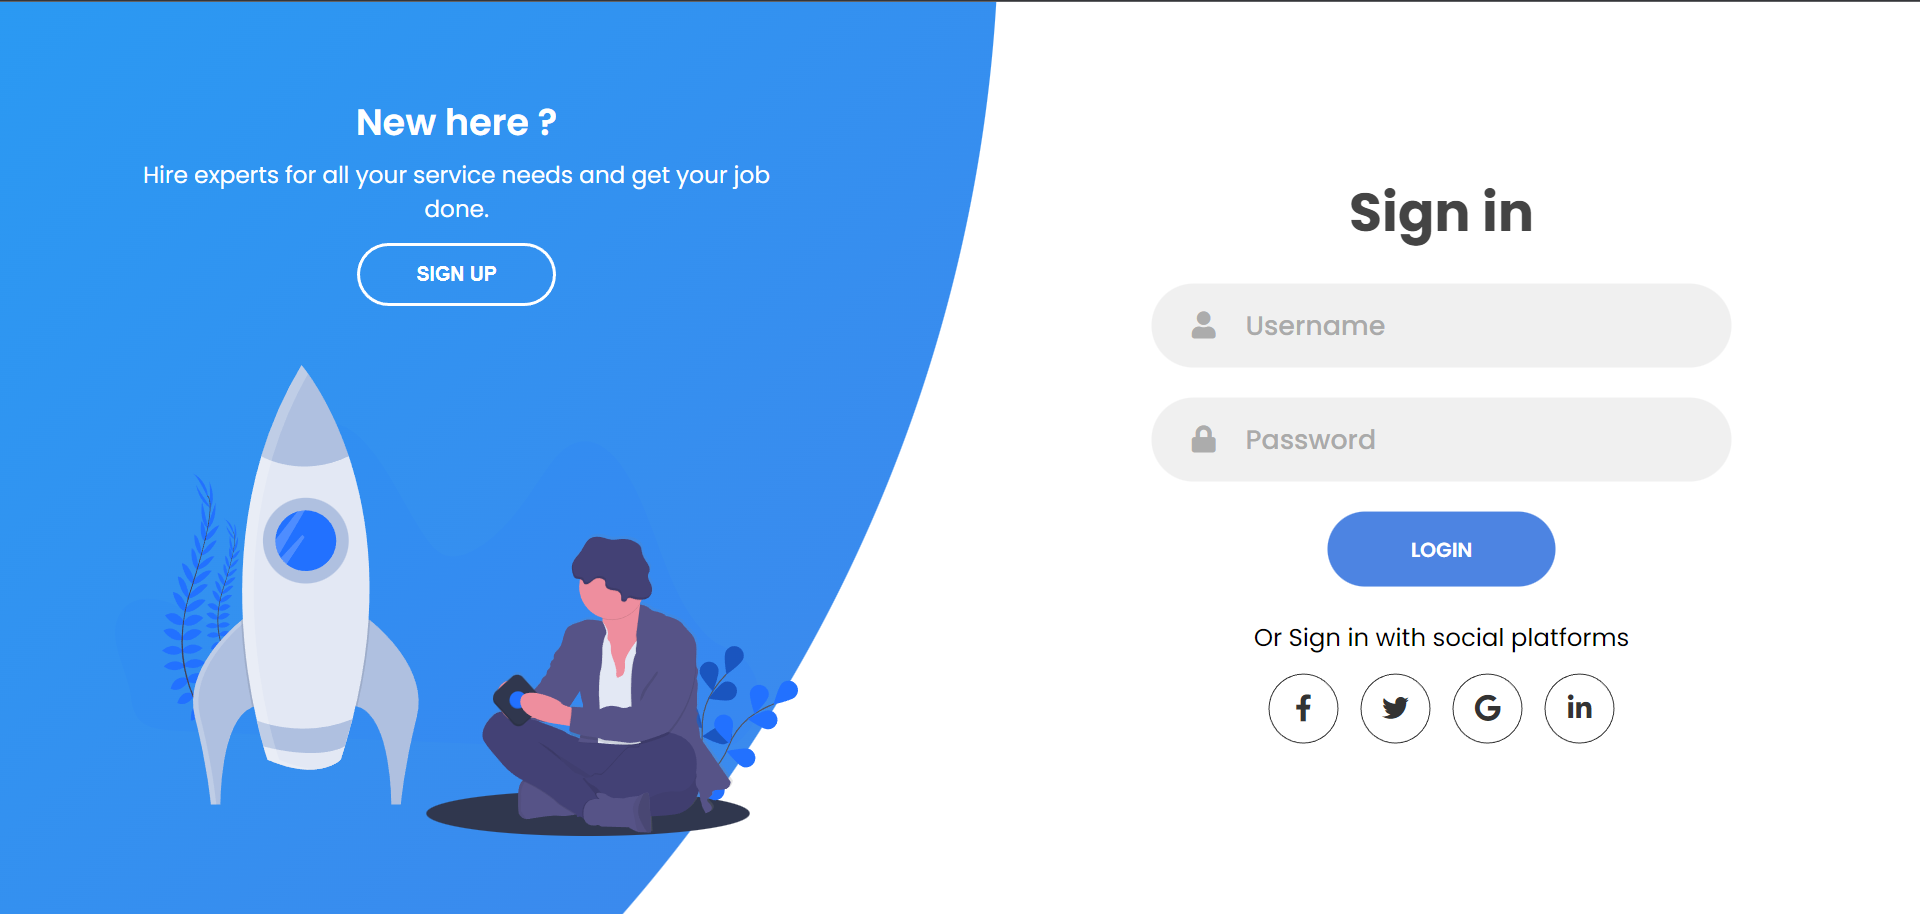 New here ?
Hire experts for all your service needs and get your job
done.
SIGN UP
Sign in
Username
Password
LOGIN
Or Sign in with social platforms